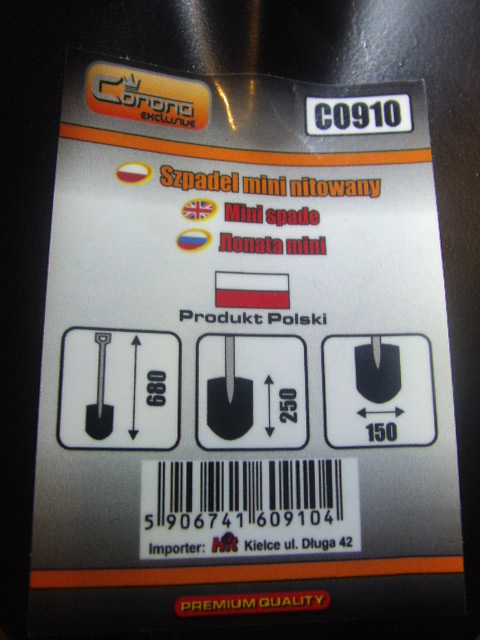 Corona
EXCLUSIVE
C0910
Szpadel mini nitowany
Mini spade
Лопата mini
Produkt Polski
680
250
150
5 906741 609104
Importer: Hit Kielce ul. Długa 42
PREMIUM QUALITY